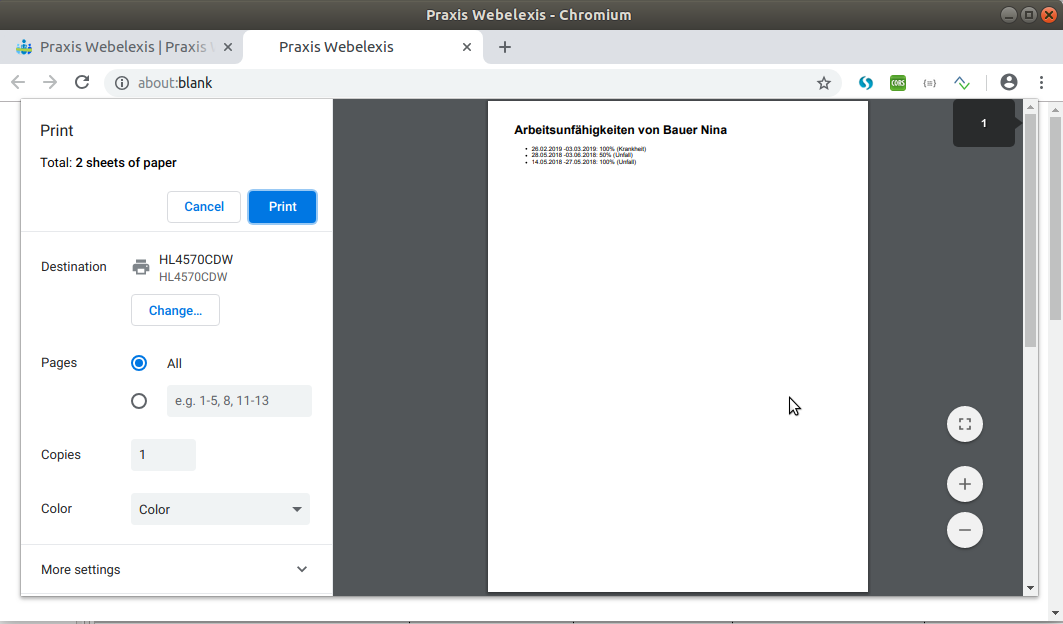 Praxis Webelexis - Chromium
Praxis Webelexis | Praxis
Praxis Webelexis
about:blank
CORS
Print
Total: 2 sheets of paper
Cancel
Print
Destination
HL4570CDW
HL4570CDW
Change...
Pages
All
e.g. 1-5, 8, 11-13
Copies
1
Color
Color
More settings
Arbeitsunfähigkeiten von Bauer Nina
• 26.02.2019 -03.03.2019: 100% (Krankheit)
• 28.05.2018 -03.06.2018: 50% (Unfall)
• 14.05.2018 -27.05.2018: 100% (Unfall)
1